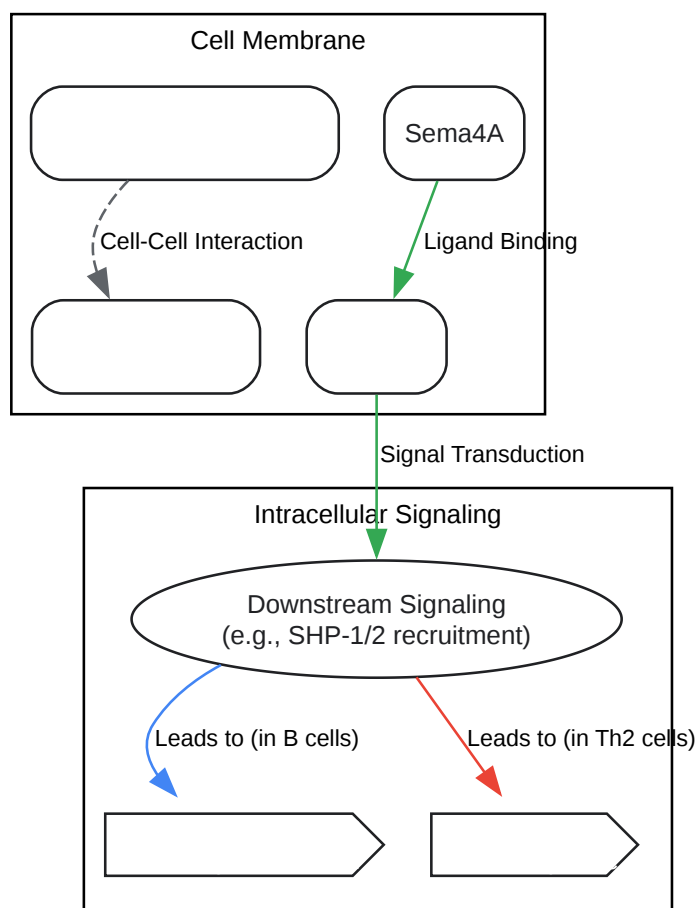 Cell Membrane
Sema4A
Cell-Cell Interaction
Ligand Binding
Signal Transduction
Intracellular Signaling
Downstream Signaling
(e.g., SHP-1/2 recruitment)
Leads to (in B cells)
Leads to (in Th2 cells)